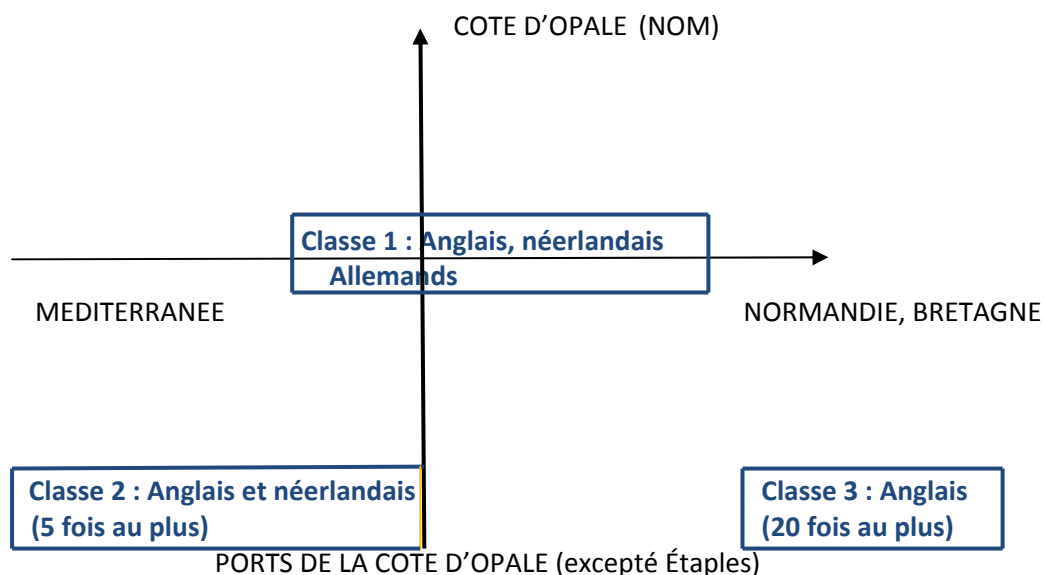 COTE D’OPALE (NOM)
Classe 1 : Anglais, néerlandais
Allemands
MEDITERRANEE
NORMANDIE, BRETAGNE
Classe 2 : Anglais et néerlandais
(5 fois au plus)
Classe 3 : Anglais
(20 fois au plus)
PORTS DE LA COTE D’OPALE (excepté Étaples)